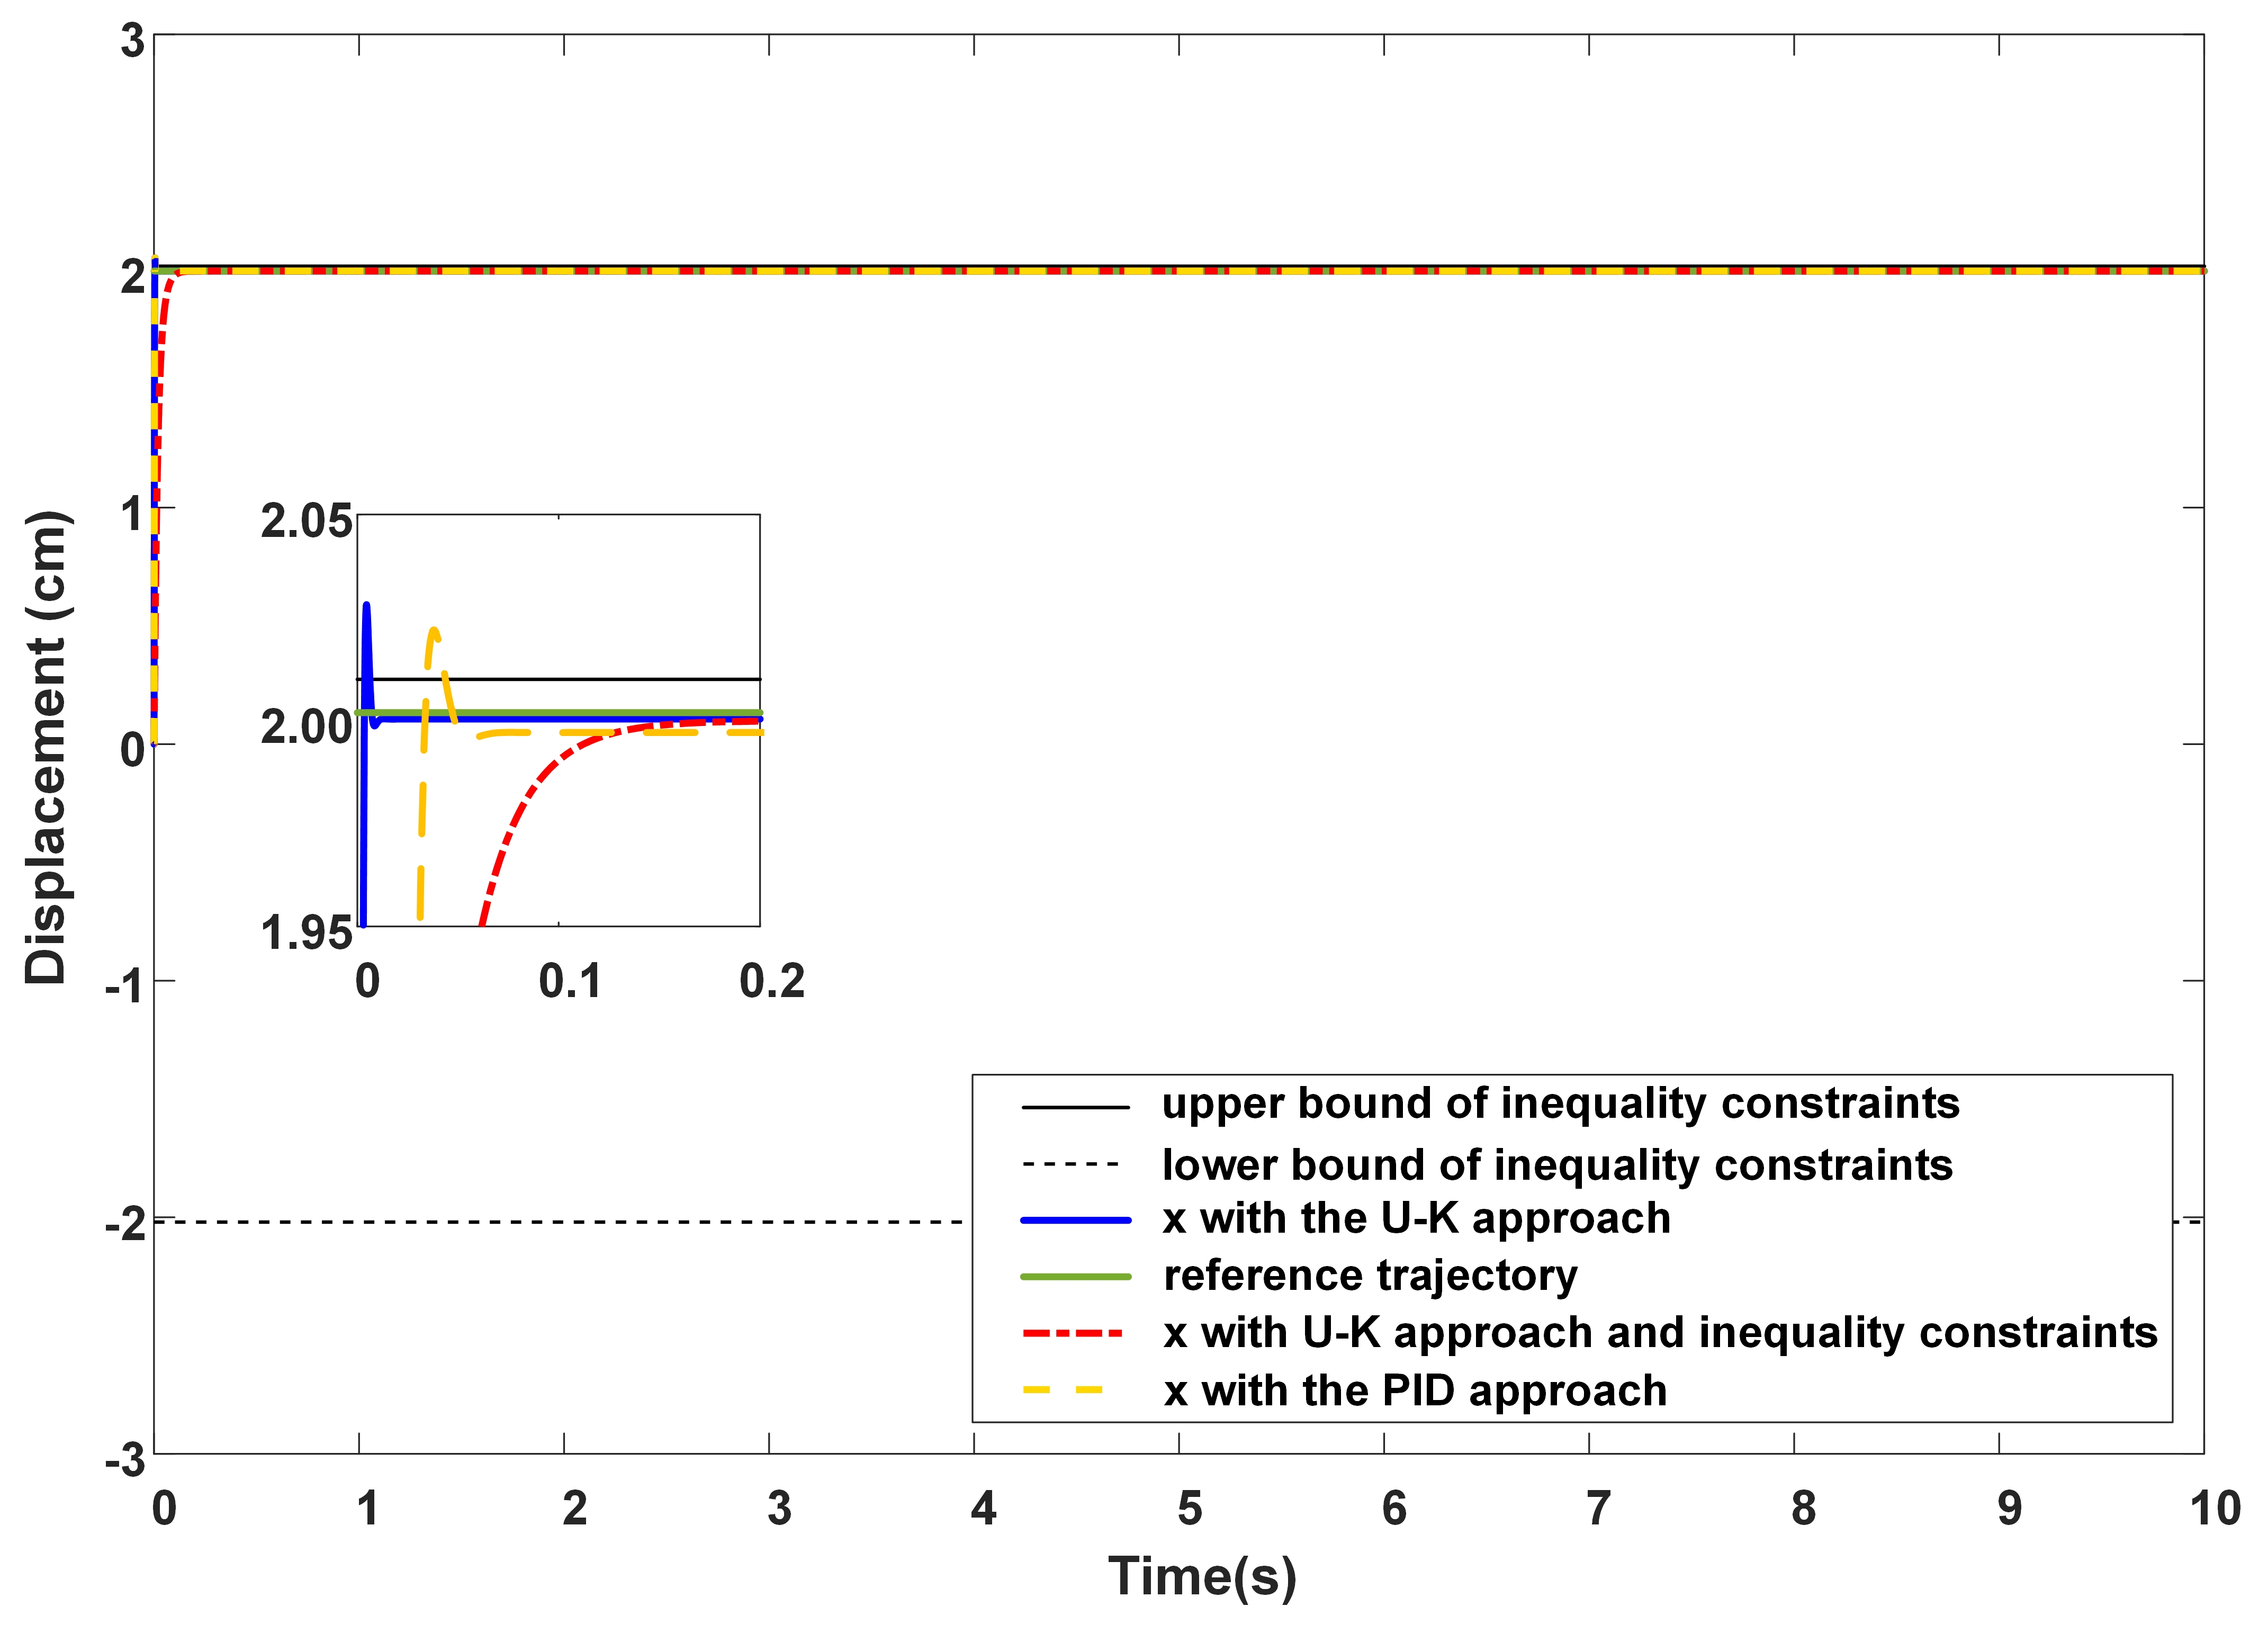 3
2
1
0
-1
-2
-3
Displacement (cm)
2.05
2.00
1.95
0 0.1 0.2
upper bound of inequality constraints
lower bound of inequality constraints
x with the U-K approach
reference trajectory
x with U-K approach and inequality constraints
x with the PID approach
0 1 2 3 4 5 6 7 8 9 10
Time(s)